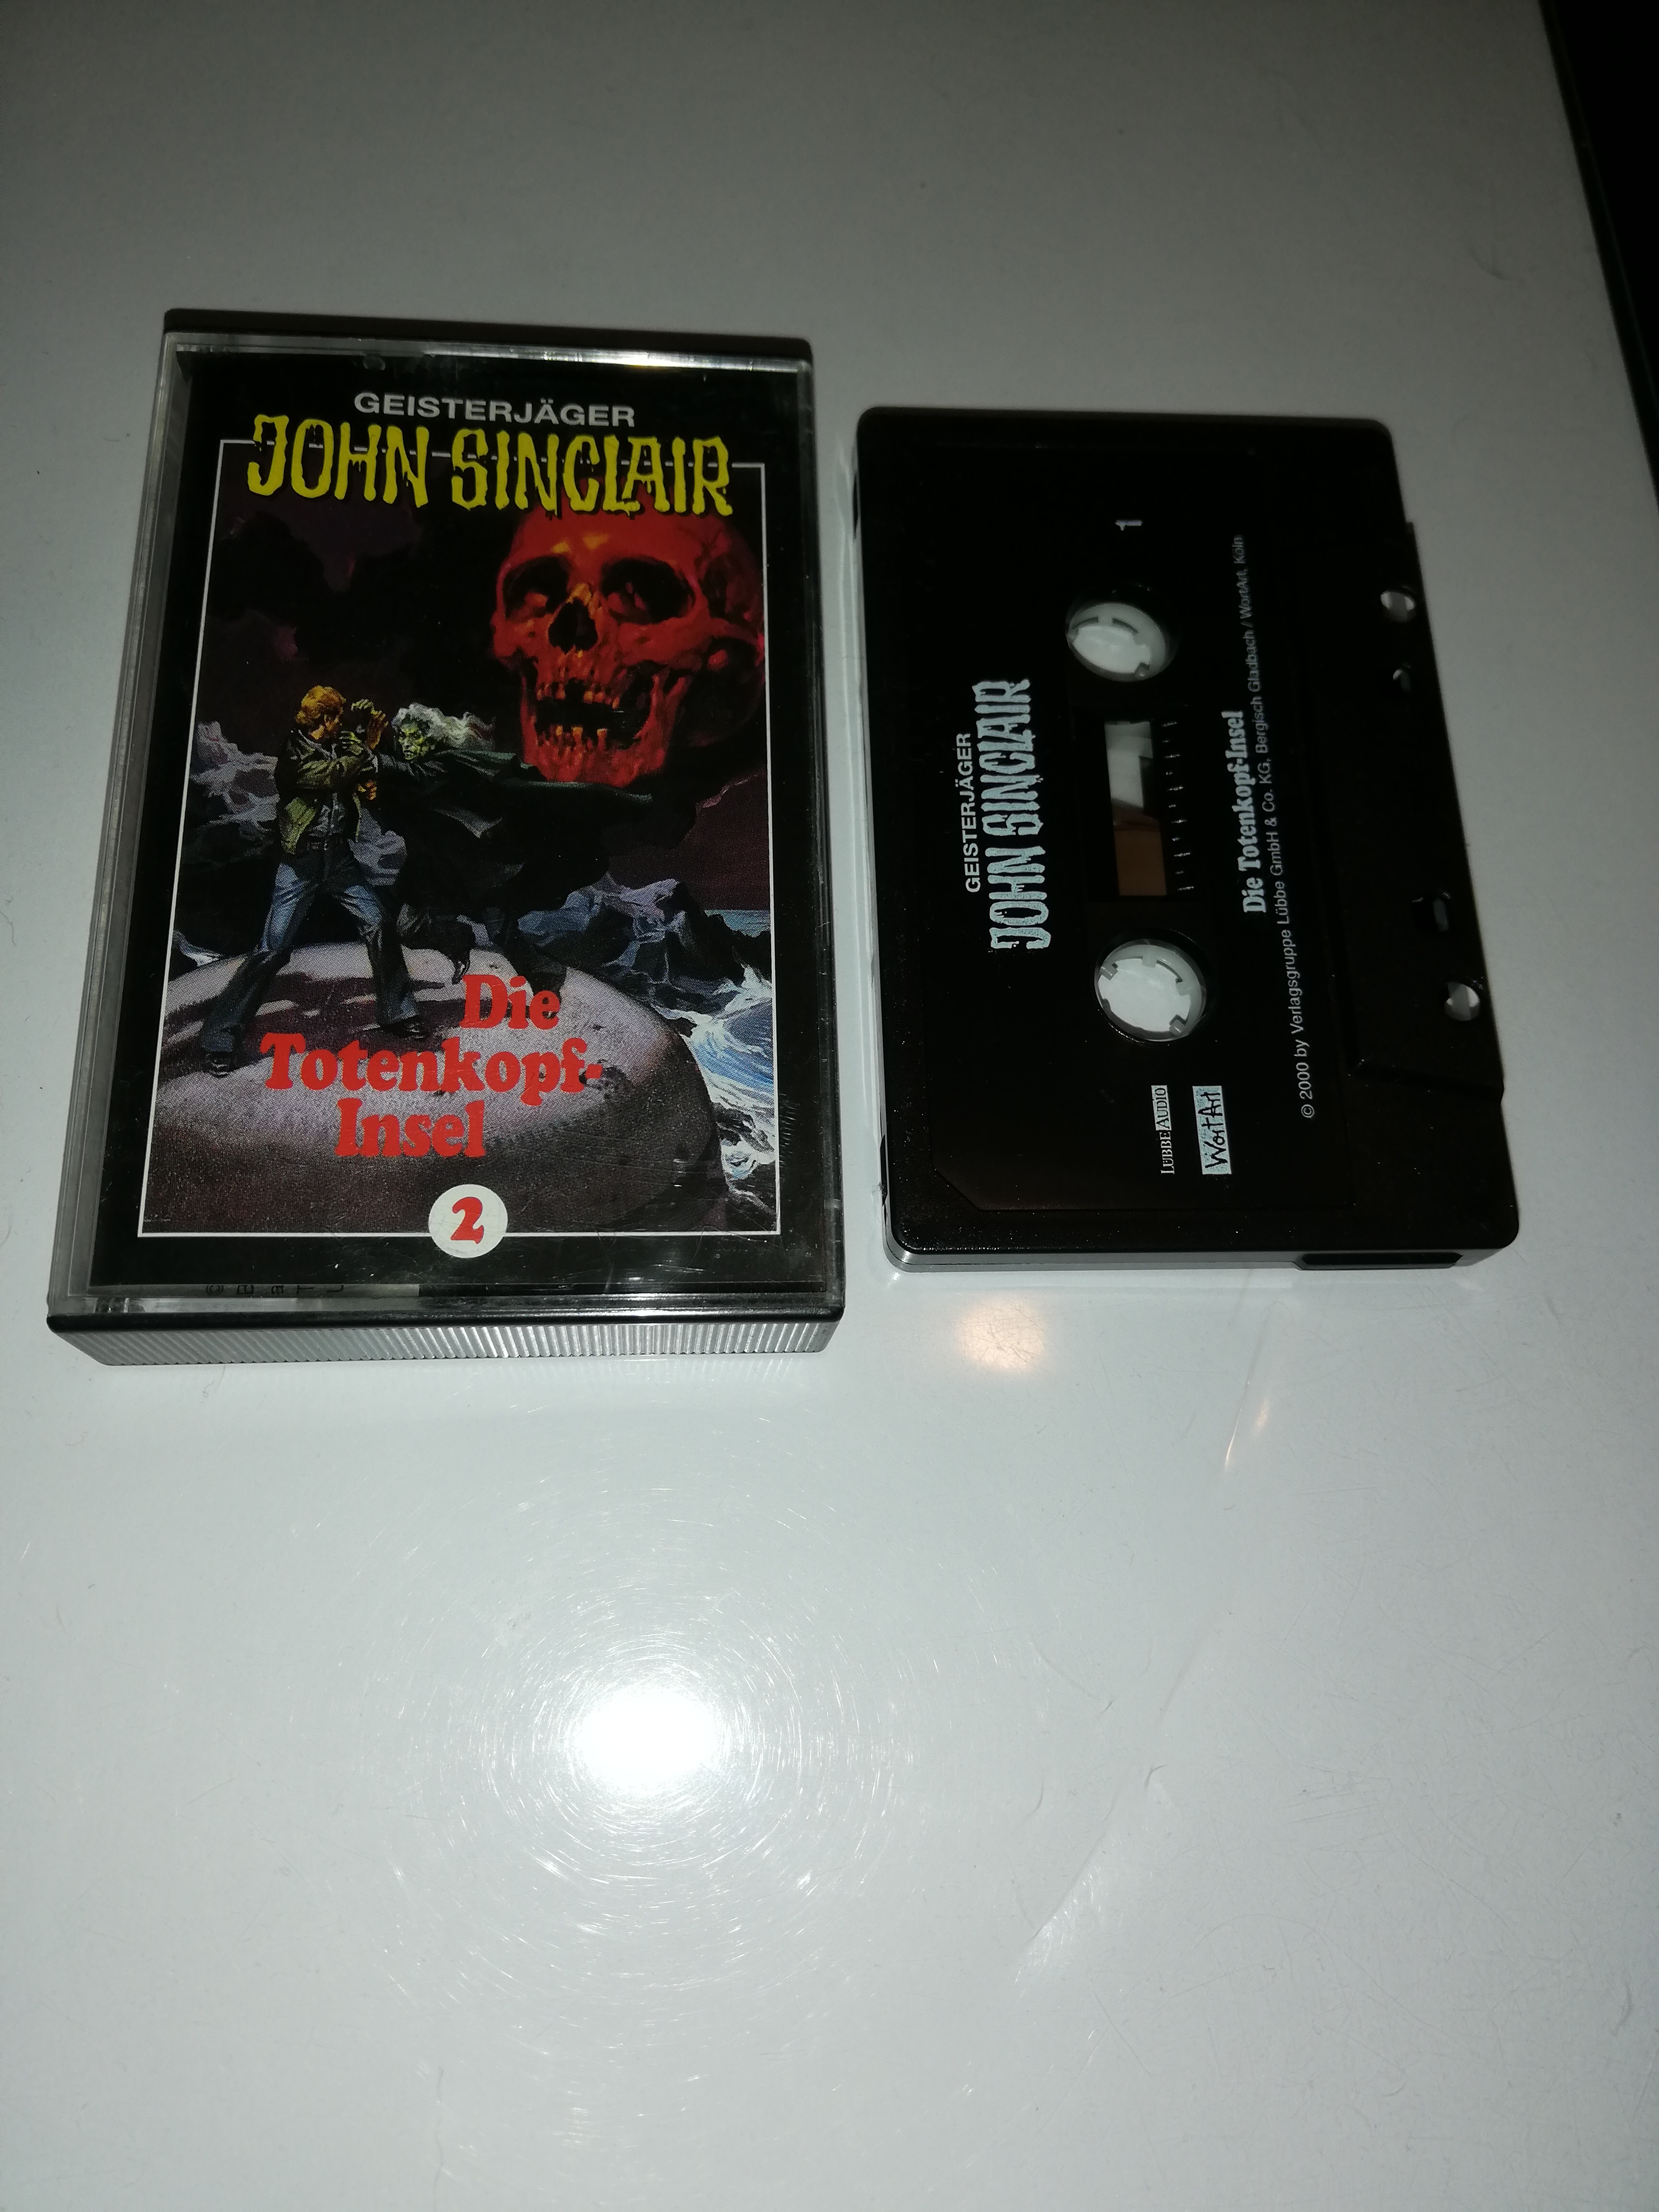 GEISTERJÄGER
JOHN SINCLAIR
Die
Totenkopf-
Insel
2
GEISTERJÄGER
JOHN SINCLAIR
1
LÜBBE AUDIO
WortArt
Die Totenkopf-Insel
© 2000 by Verlagsgruppe Lübbe GmbH & Co. KG, Bergisch Gladbach / WortArt, Köln